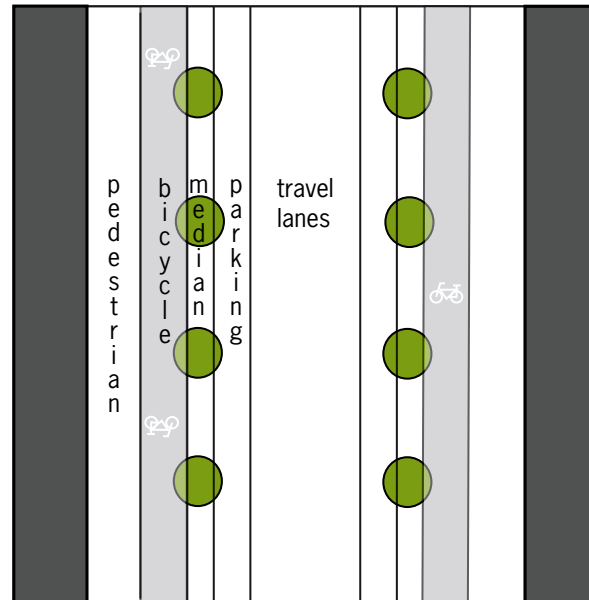 pedestrian
bicycle
median
parking
travel
lanes